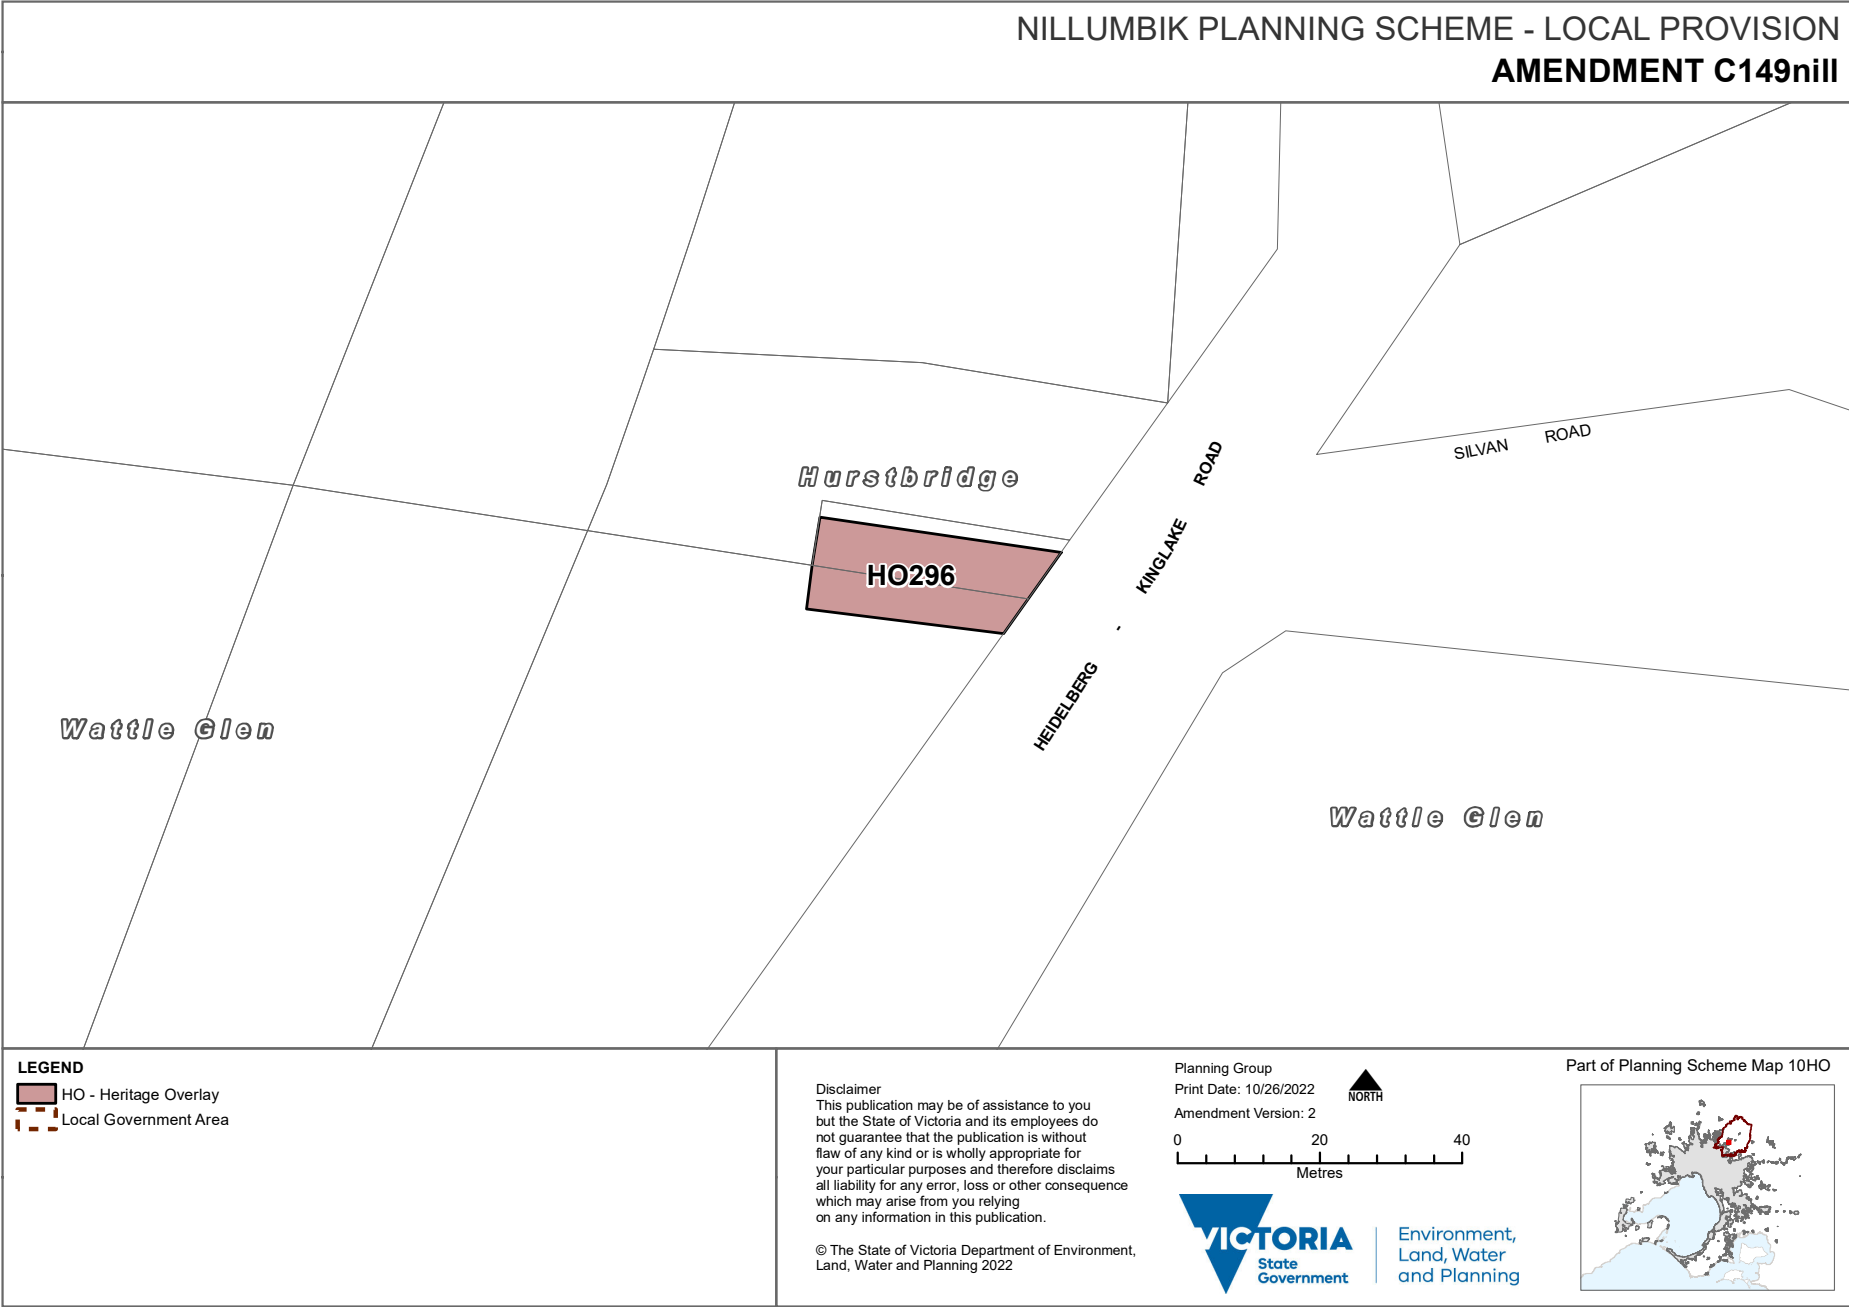 NILLUMBIK PLANNING SCHEME - LOCAL PROVISION
AMENDMENT C149nill
SILVAN ROAD
HEIDELBERG - KINGLAKE ROAD
Hurstbridge
HO296
Wattle Glen
Wattle Glen
LEGEND
HO - Heritage Overlay
Local Government Area
Disclaimer
This publication may be of assistance to you
but the State of Victoria and its employees do
not guarantee that the publication is without
flaw of any kind or is wholly appropriate for
your particular purposes and therefore disclaims
all liability for any error, loss or other consequence
which may arise from you relying
on any information in this publication.
© The State of Victoria Department of Environment,
Land, Water and Planning 2022
Planning Group
Print Date: 10/26/2022
Amendment Version: 2
NORTH
0 20 40
Metres
VICTORIA
State
Government
Environment,
Land, Water
and Planning
Part of Planning Scheme Map 10HO